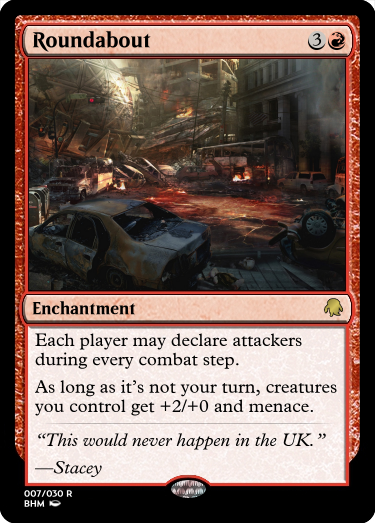 Roundabout
3
Enchantment
Each player may declare attackers
during every combat step.
As long as it's not your turn, creatures
you control get +2/+0 and menace.
“This would never happen in the UK.”
—Stacey
007/030 R
BHM